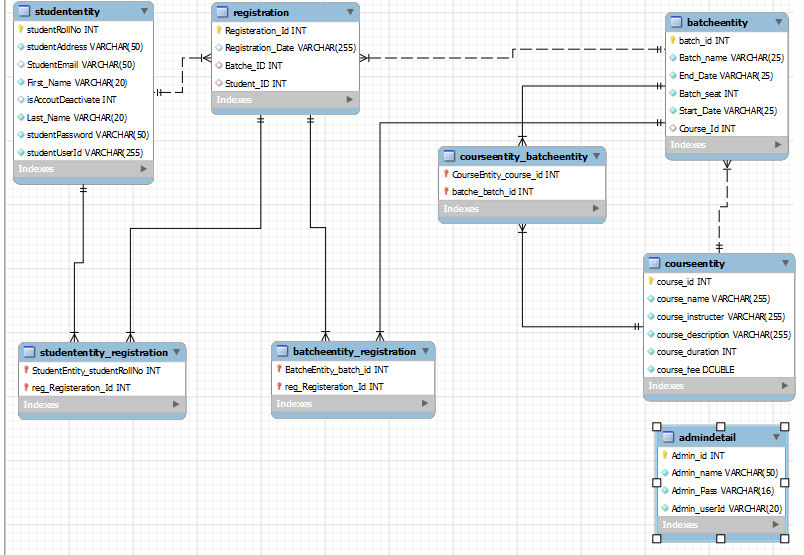 studententity
studentRollNo INT
studentAddress VARCHAR(50)
StudentEmail VARCHAR(50)
First_Name VARCHAR(20)
isAccoutDeactivate INT
Last_Name VARCHAR(20)
studentPassword VARCHAR(50)
studentUserId VARCHAR(255)
Indexes
registration
Registeration_Id INT
Registration_Date VARCHAR(255)
Batche_ID INT
Student_ID INT
Indexes
batcheentity
batch_id INT
Batch_name VARCHAR(25)
End_Date VARCHAR(25)
Batch_seat INT
Start_Date VARCHAR(25)
Course_Id INT
Indexes
courseentity_batcheentity
CourseEntity_course_id INT
batche_batch_id INT
Indexes
courseentity
course_id INT
course_name VARCHAR(255)
course_instructer VARCHAR(255)
course_description VARCHAR(255)
course_duration INT
course_fee DOUBLE
Indexes
studententity_registration
StudentEntity_studentRollNo INT
reg_Registeration_Id INT
Indexes
batcheentity_registration
BatcheEntity_batch_id INT
reg_Registeration_Id INT
Indexes
admindetail
Admin_id INT
Admin_name VARCHAR(50)
Admin_Pass VARCHAR(16)
Admin_userId VARCHAR(20)
Indexes